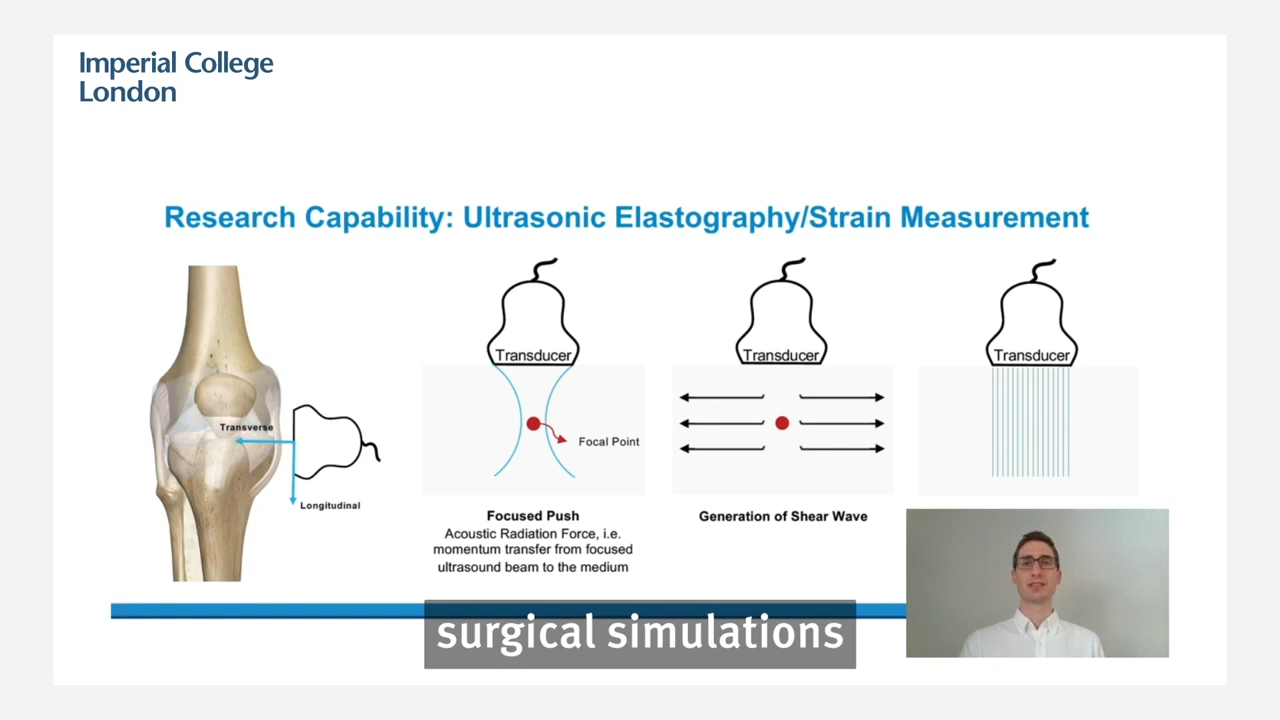 Imperial College
London
Research Capability: Ultrasonic Elastography/Strain Measurement
Transverse
Longitudinal
Transducer
Focal Point
Focused Push
Acoustic Radiation Force, i.e.
momentum transfer from focused
ultrasound beam to the medium
Transducer
Generation of Shear Wave
Transducer
surgical simulations